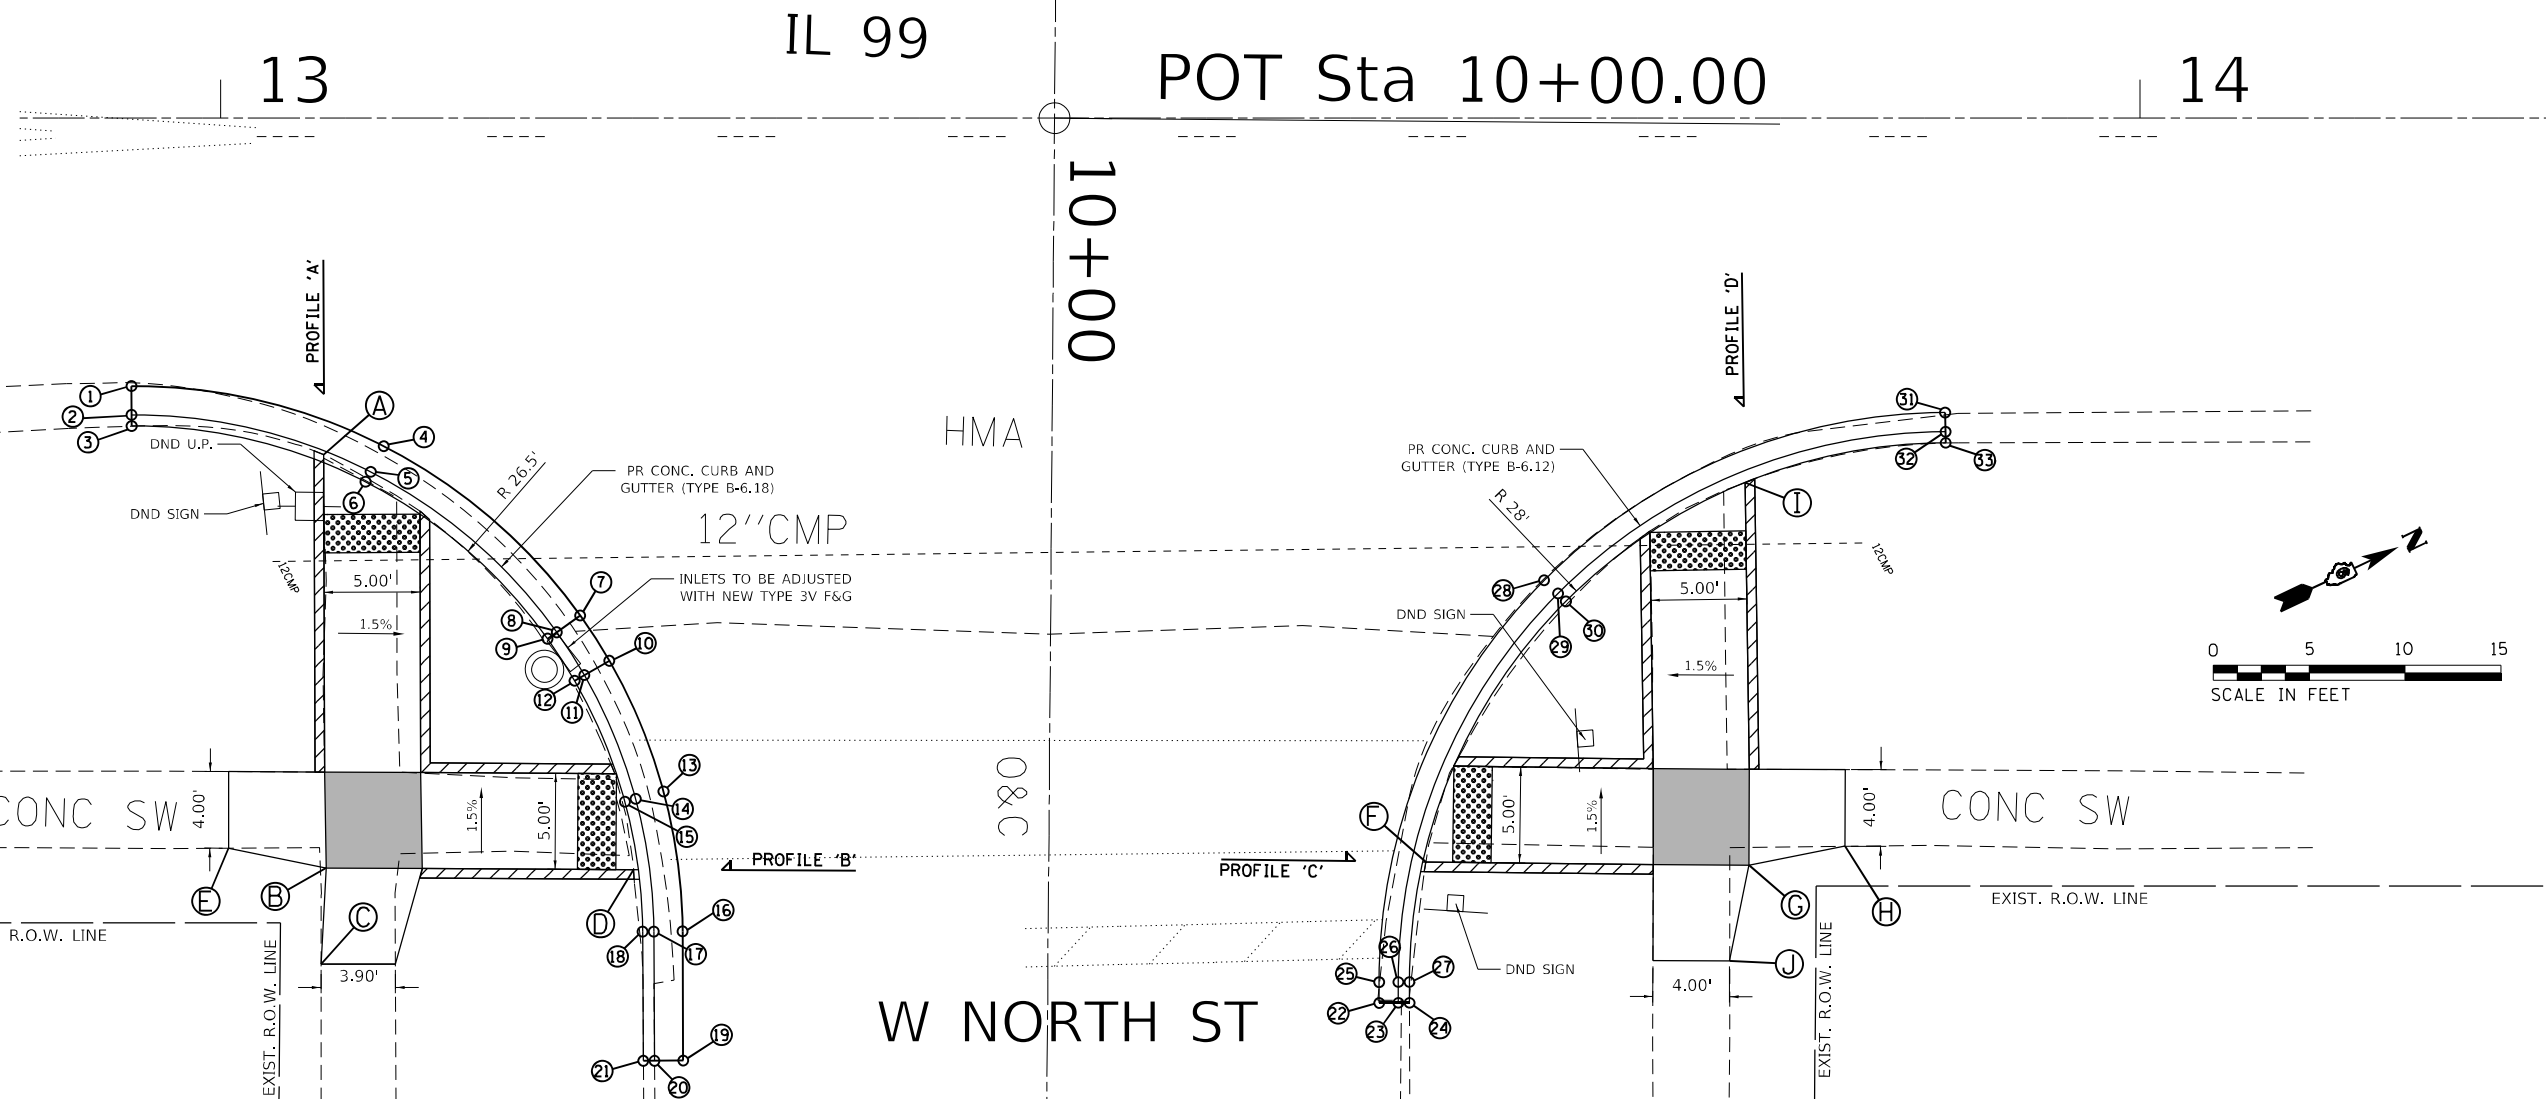 IL 99
13
POT Sta 10+00.00
14
10+00
PROFILE 'A'
PROFILE 'D'
1
2
3
A
4
5
6
DND U.P.
DND SIGN
R 26.5'
PR CONC. CURB AND
GUTTER (TYPE B-6.18)
HMA
12''CMP
PR CONC. CURB AND
GUTTER (TYPE B-6.12)
R 28'
31
32
33
I
12CMP
12CMP
5.00'
1.5%
7
8
9
10
11
12
INLETS TO BE ADJUSTED
WITH NEW TYPE 3V F&G
28
29
30
DND SIGN
5.00'
1.5%
N
0 5 10 15
SCALE IN FEET
CONC SW
4.00'
1.5%
5.00'
13
14
15
O&C
F
5.00'
1.5%
4.00'
CONC SW
PROFILE 'B'
PROFILE 'C'
E
B
C
D
G
H
J
R.O.W. LINE
EXIST. R.O.W. LINE
EXIST. R.O.W. LINE
EXIST. R.O.W. LINE
3.90'
16
17
18
19
20
21
W NORTH ST
22
23
24
25
26
27
DND SIGN
4.00'